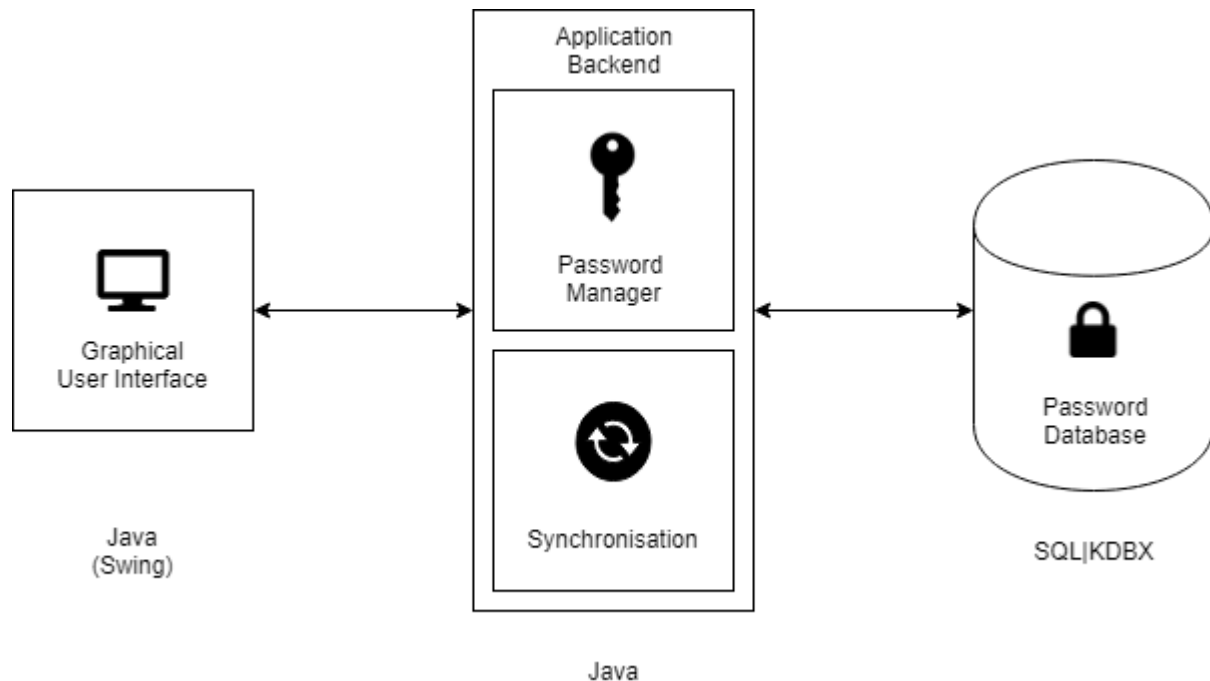 Application
Backend
Password
Manager
Graphical
User Interface
Password
Database
Synchronisation
Java
(Swing)
SQL|KDBX
Java